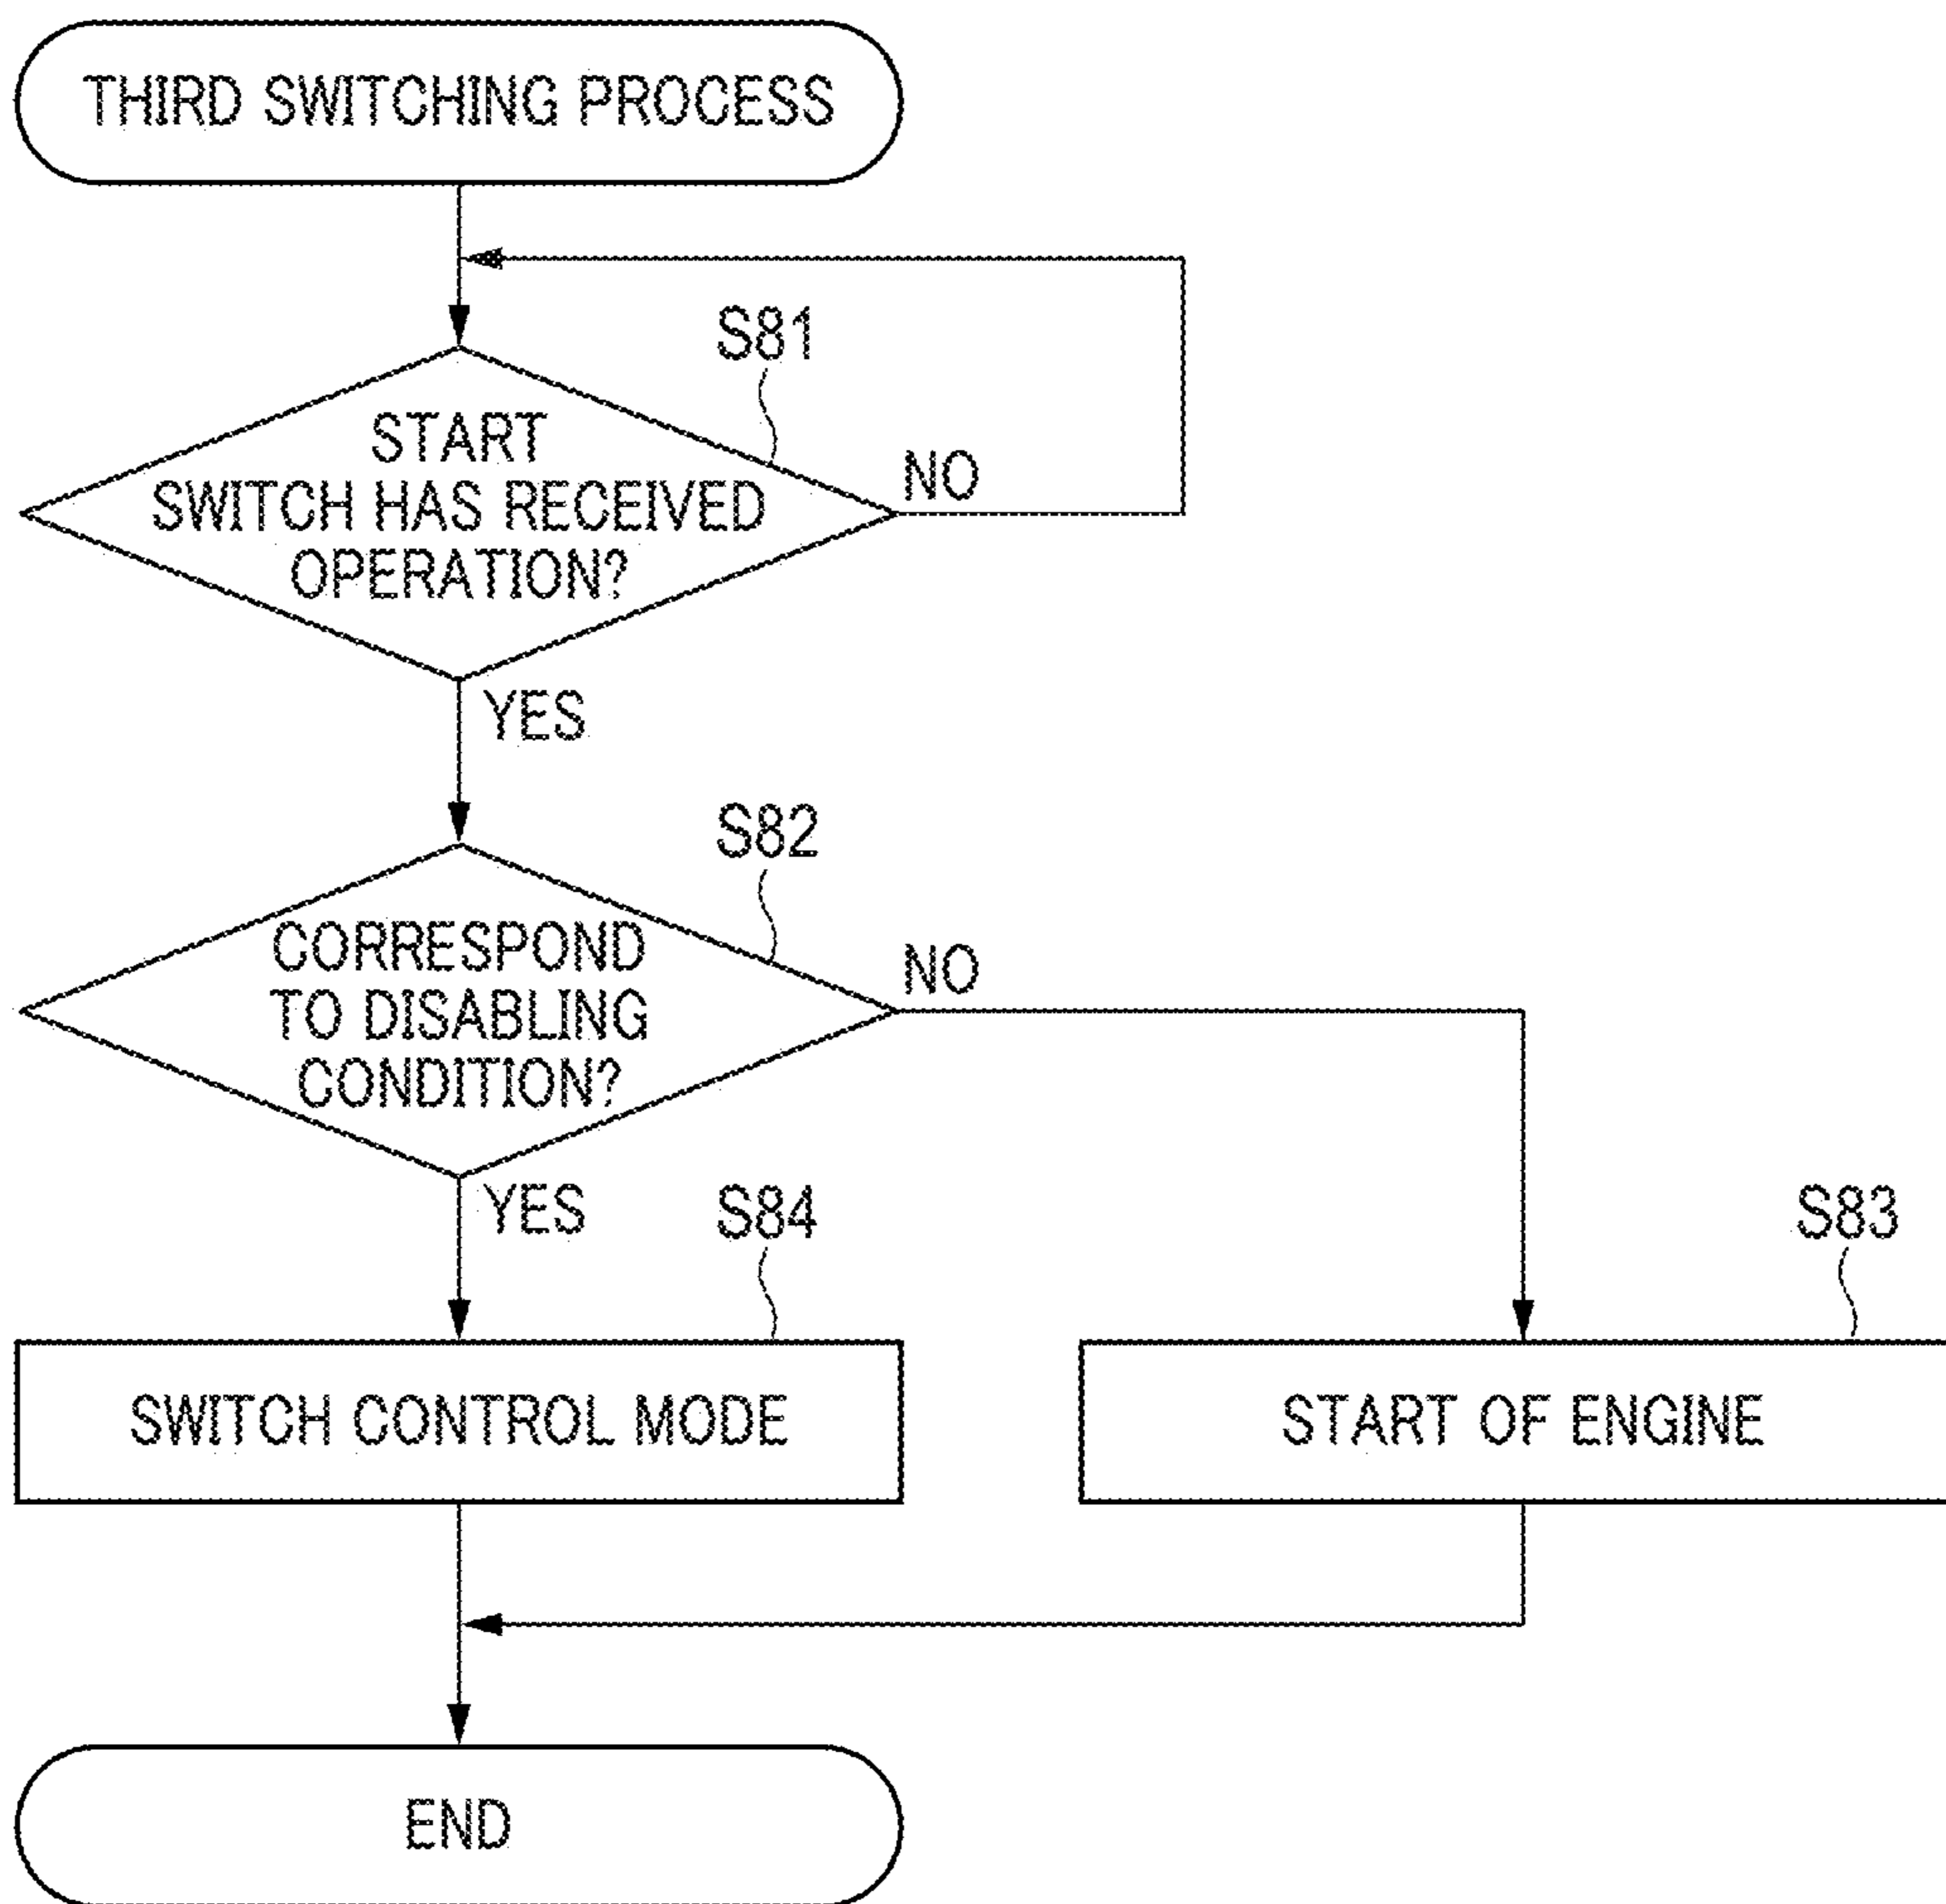 THIRD SWITCHING PROCESS
S81
START
SWITCH HAS RECEIVED
OPERATION?
NO
YES
S82
CORRESPOND
TO DISABLING
CONDITION?
NO
YES
S84
S83
SWITCH CONTROL MODE
START OF ENGINE
END